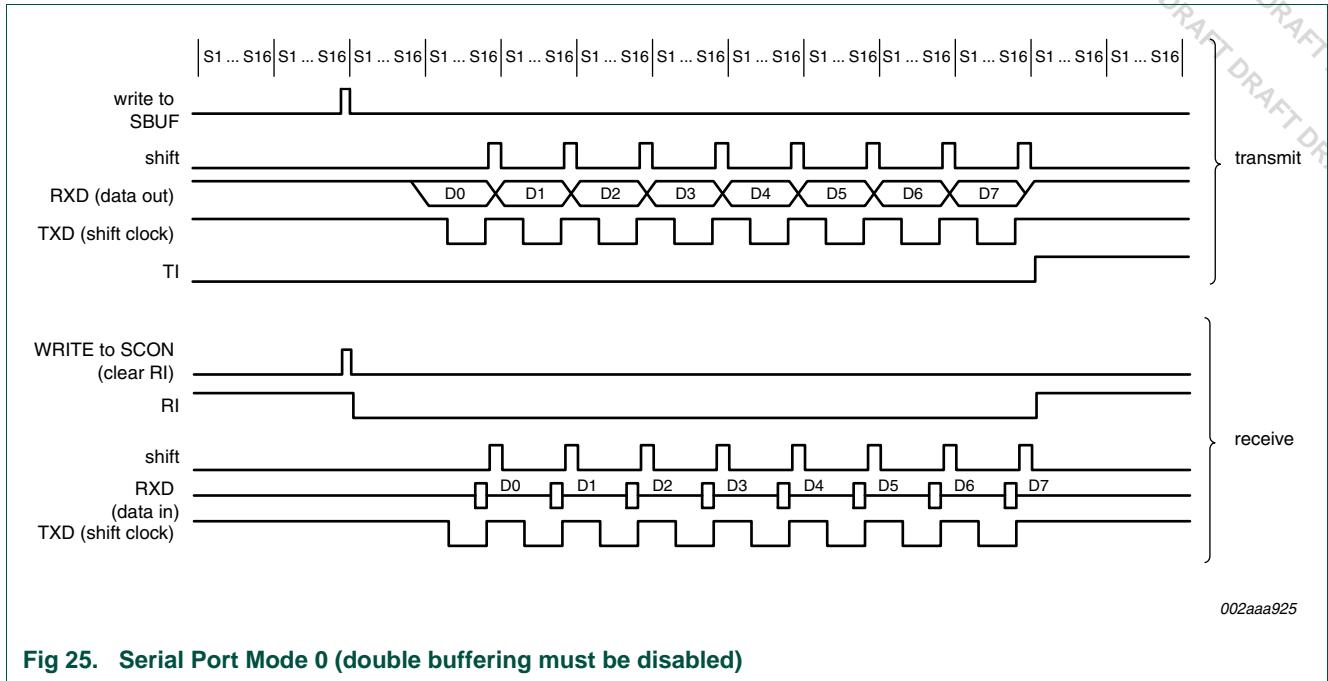 S1 ... S16 S1 ... S16 S1 ... S16 S1 ... S16 S1 ... S16 S1 ... S16 S1 ... S16 S1 ... S16 S1 ... S16 S1 ... S16 S1 ... S16 S1 ... S16 S1 ... S16
write to
SBUF
shift
RXD (data out)
D0 D1 D2 D3 D4 D5 D6 D7
TXD (shift clock)
TI
transmit
WRITE to SCON
(clear RI)
RI
shift
RXD
(data in)
D0 D1 D2 D3 D4 D5 D6 D7
TXD (shift clock)
receive
002aaa925
Fig 25. Serial Port Mode 0 (double buffering must be disabled)
DRAFT DRAFT
DRAFT DRAFT